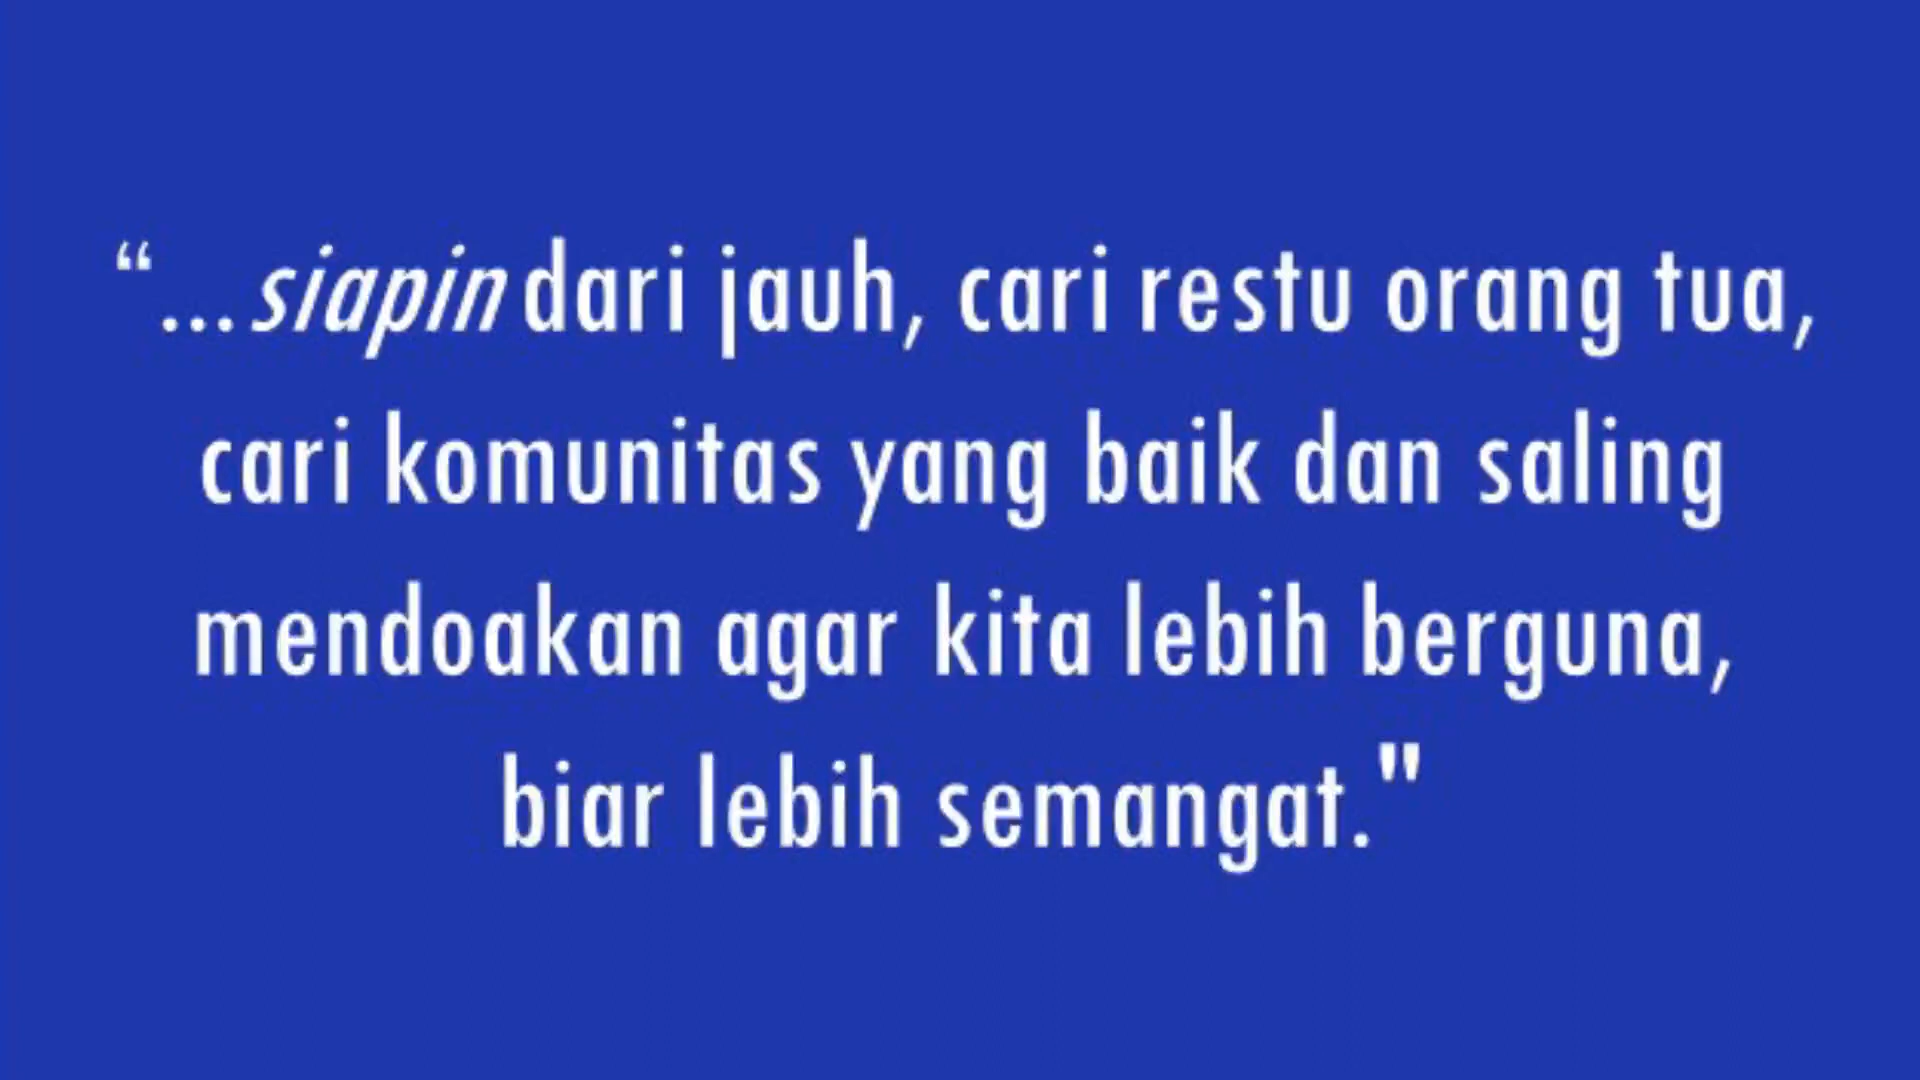 “...siapin dari jauh, cari restu orang tua,
cari komunitas yang baik dan saling
mendoakan agar kita lebih berguna,
biar lebih semangat."